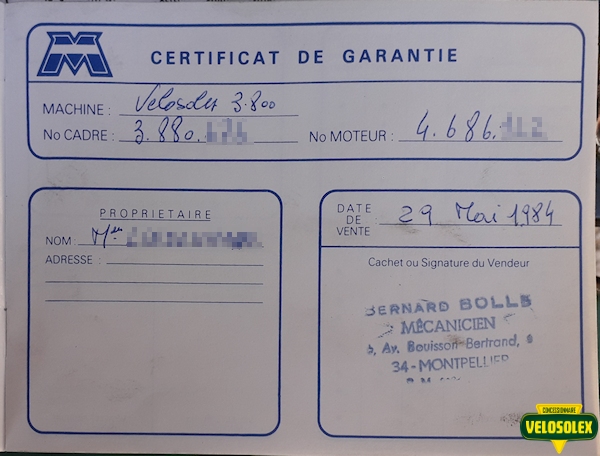 CERTIFICAT DE GARANTIE
MACHINE : Velosolex 3.800
No CADRE : 3.880.
No MOTEUR : 4.686.
PROPRIETAIRE
NOM :
ADRESSE :
DATE DE VENTE 29 Mai 1984
Cachet ou Signature du Vendeur
BERNARD BOLLE
MÉCANICIEN
Av. Bouisson-Bertrand,
34-MONTPELLIER
CONCESSIONNAIRE
VELOSOLEX